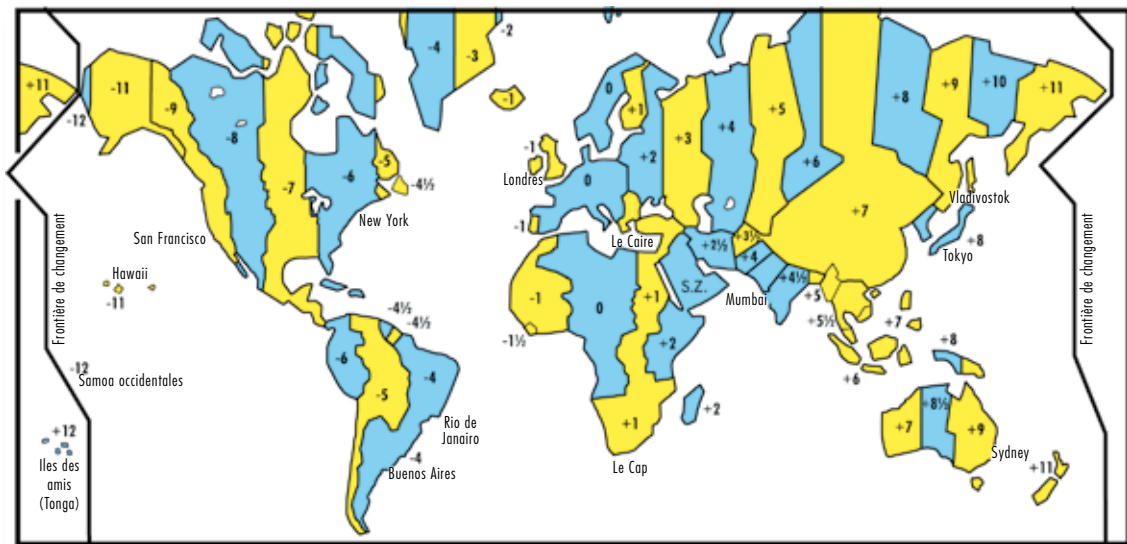 -4
-3
-2
+11
-11
-9
-12
-8
-7
-6
-5
-4½
-1
0
+1
+2
+3
+4
+5
+6
+8
+9
+10
+11
-1
Londres
0
+7
New York
San Francisco
Vladivostok
Tokyo
+8
Hawaii
-11
-1
Le Caire
+2½
+3½
+4
+4½
S.Z.
Mumbai
+5
+5½
-1
0
+1
-1½
+2
-4½
-4½
-6
-5
-4
+7
+8
+6
-12
Samoa occidentales
Frontière de changement
Frontière de changement
+12
Iles des
amis
(Tonga)
Rio de
Janairo
-4
Buenos Aires
+1
Le Cap
+2
+7
+8½
+9
Sydney
+11